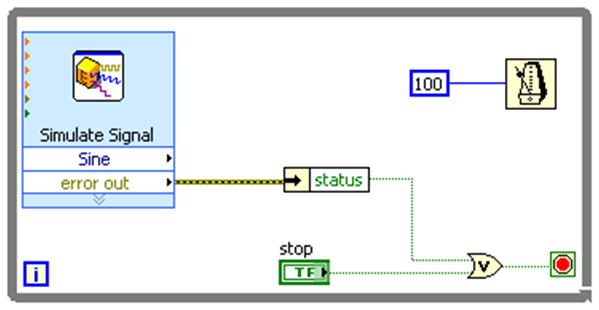 100
Simulate Signal
Sine
error out
status
stop
TF
V
i